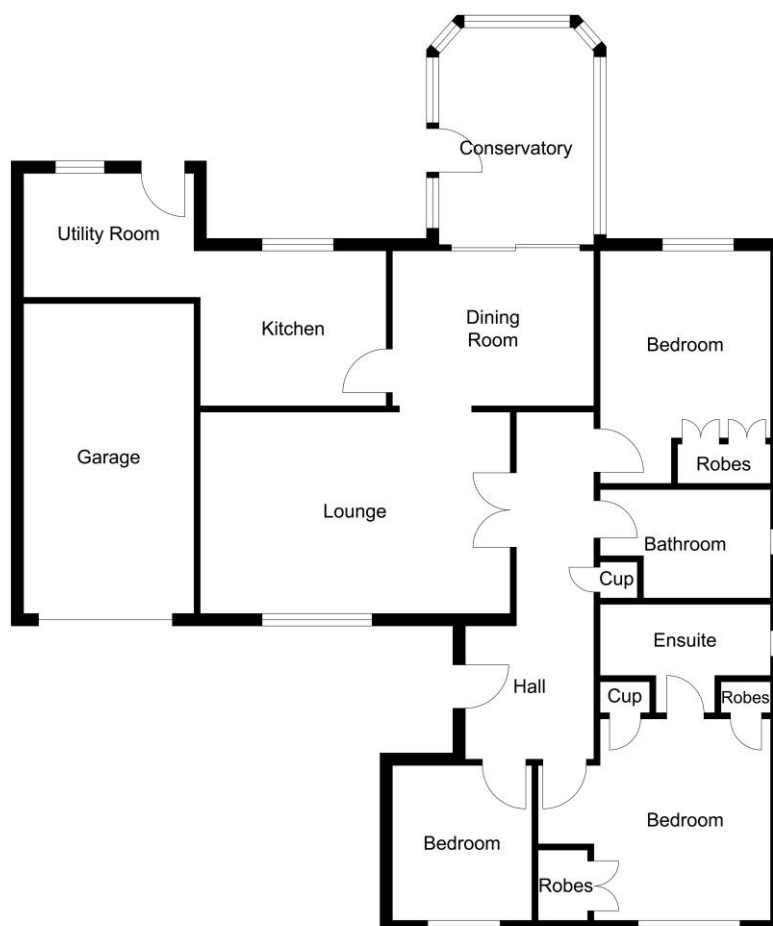 Conservatory
Utility Room
Kitchen
Dining
Room
Bedroom
Garage
Robes
Lounge
Bathroom
Cup
Ensuite
Hall
Cup
Robes
Bedroom
Bedroom
Robes